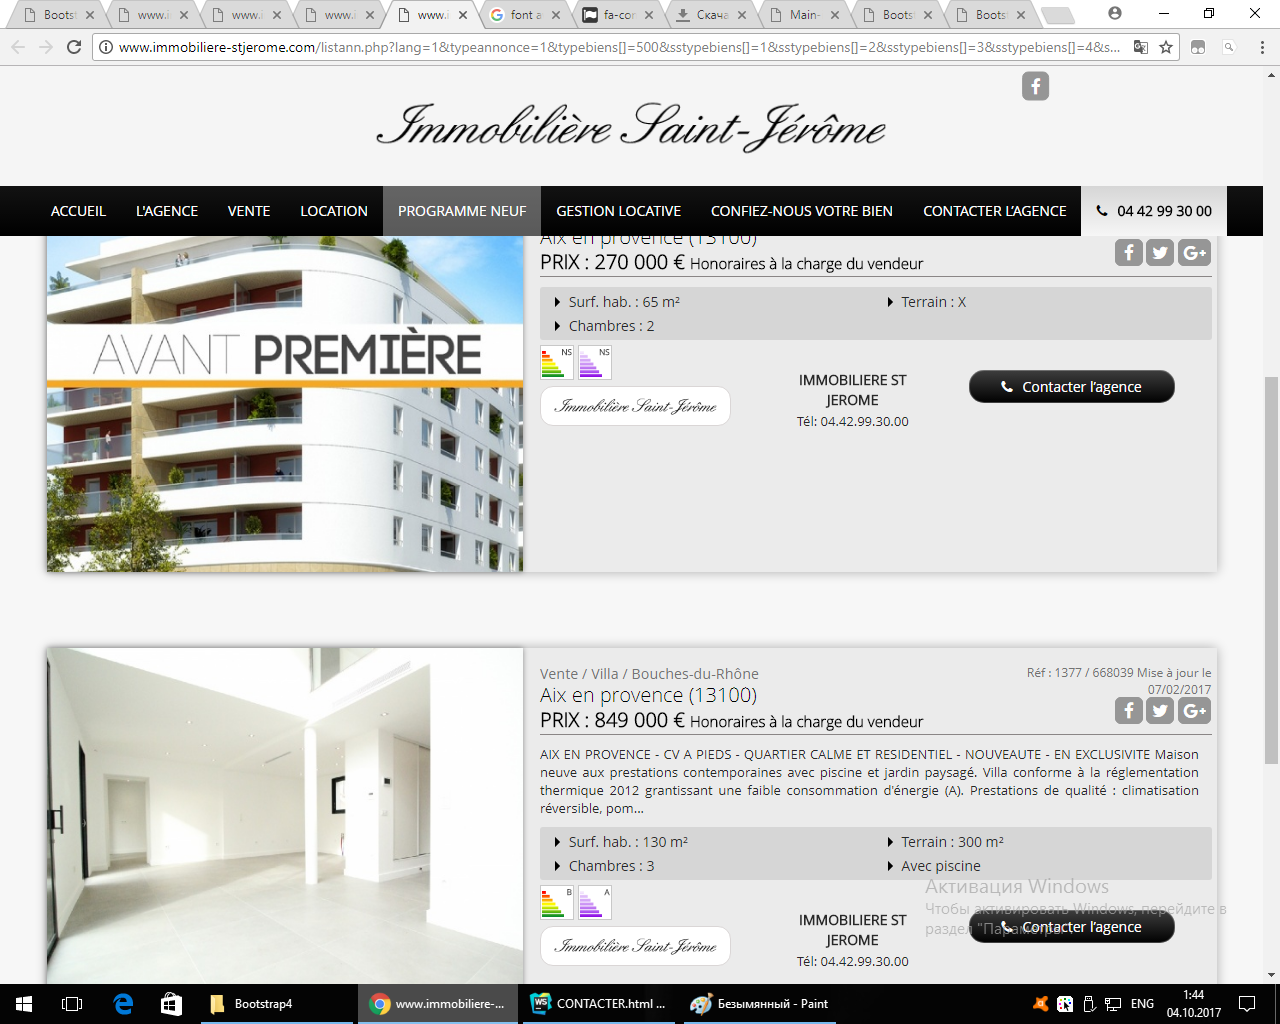 Bootst
www.i
www.i
www.i
www.i
font a
fa-cor
Скача
Main-
Bootst
Bootst
www.immobiliere-stjerome.com/listann.php?lang=1&typeannonce=1&typebiens[]=500&sstypebiens[]=1&sstypebiens[]=2&sstypebiens[]=3&sstypebiens[]=4&s...
Immobilière Saint-Jérôme
ACCUEIL L'AGENCE VENTE LOCATION PROGRAMME NEUF GESTION LOCATIVE CONFIEZ-NOUS VOTRE BIEN CONTACTER L'AGENCE 04 42 99 30 00
AVANT PREMIÈRE
Aix en provence (13100)
PRIX : 270 000 € Honoraires à la charge du vendeur
Surf. hab. : 65 m² Terrain : X
Chambres : 2
NS NS
Immobilière Saint-Jérôme
IMMOBILIERE ST
JEROME
Tél: 04.42.99.30.00
Contacter l'agence
Vente / Villa / Bouches-du-Rhône
Réf : 1377 / 668039 Mise à jour le
07/02/2017
Aix en provence (13100)
PRIX : 849 000 € Honoraires à la charge du vendeur
AIX EN PROVENCE - CV A PIEDS - QUARTIER CALME ET RESIDENTIEL - NOUVEAUTE - EN EXCLUSIVITE Maison
neuve aux prestations contemporaines avec piscine et jardin paysagé. Villa conforme à la réglementation
thermique 2012 grantissant une faible consommation d'énergie (A). Prestations de qualité : climatisation
réversible, pom...
Surf. hab. : 130 m² Terrain : 300 m²
Chambres : 3 Avec piscine
B A
Immobilière Saint-Jérôme
IMMOBILIERE ST
JEROME
Tél: 04.42.99.30.00
Contacter l'agence
Активация Windows
Чтобы активировать Windows, перейдите в
раздел "Параметры".
Bootstrap4
www.immobiliere-...
CONTACTER.html ...
Безымянный - Paint
ENG
1:44
04.10.2017